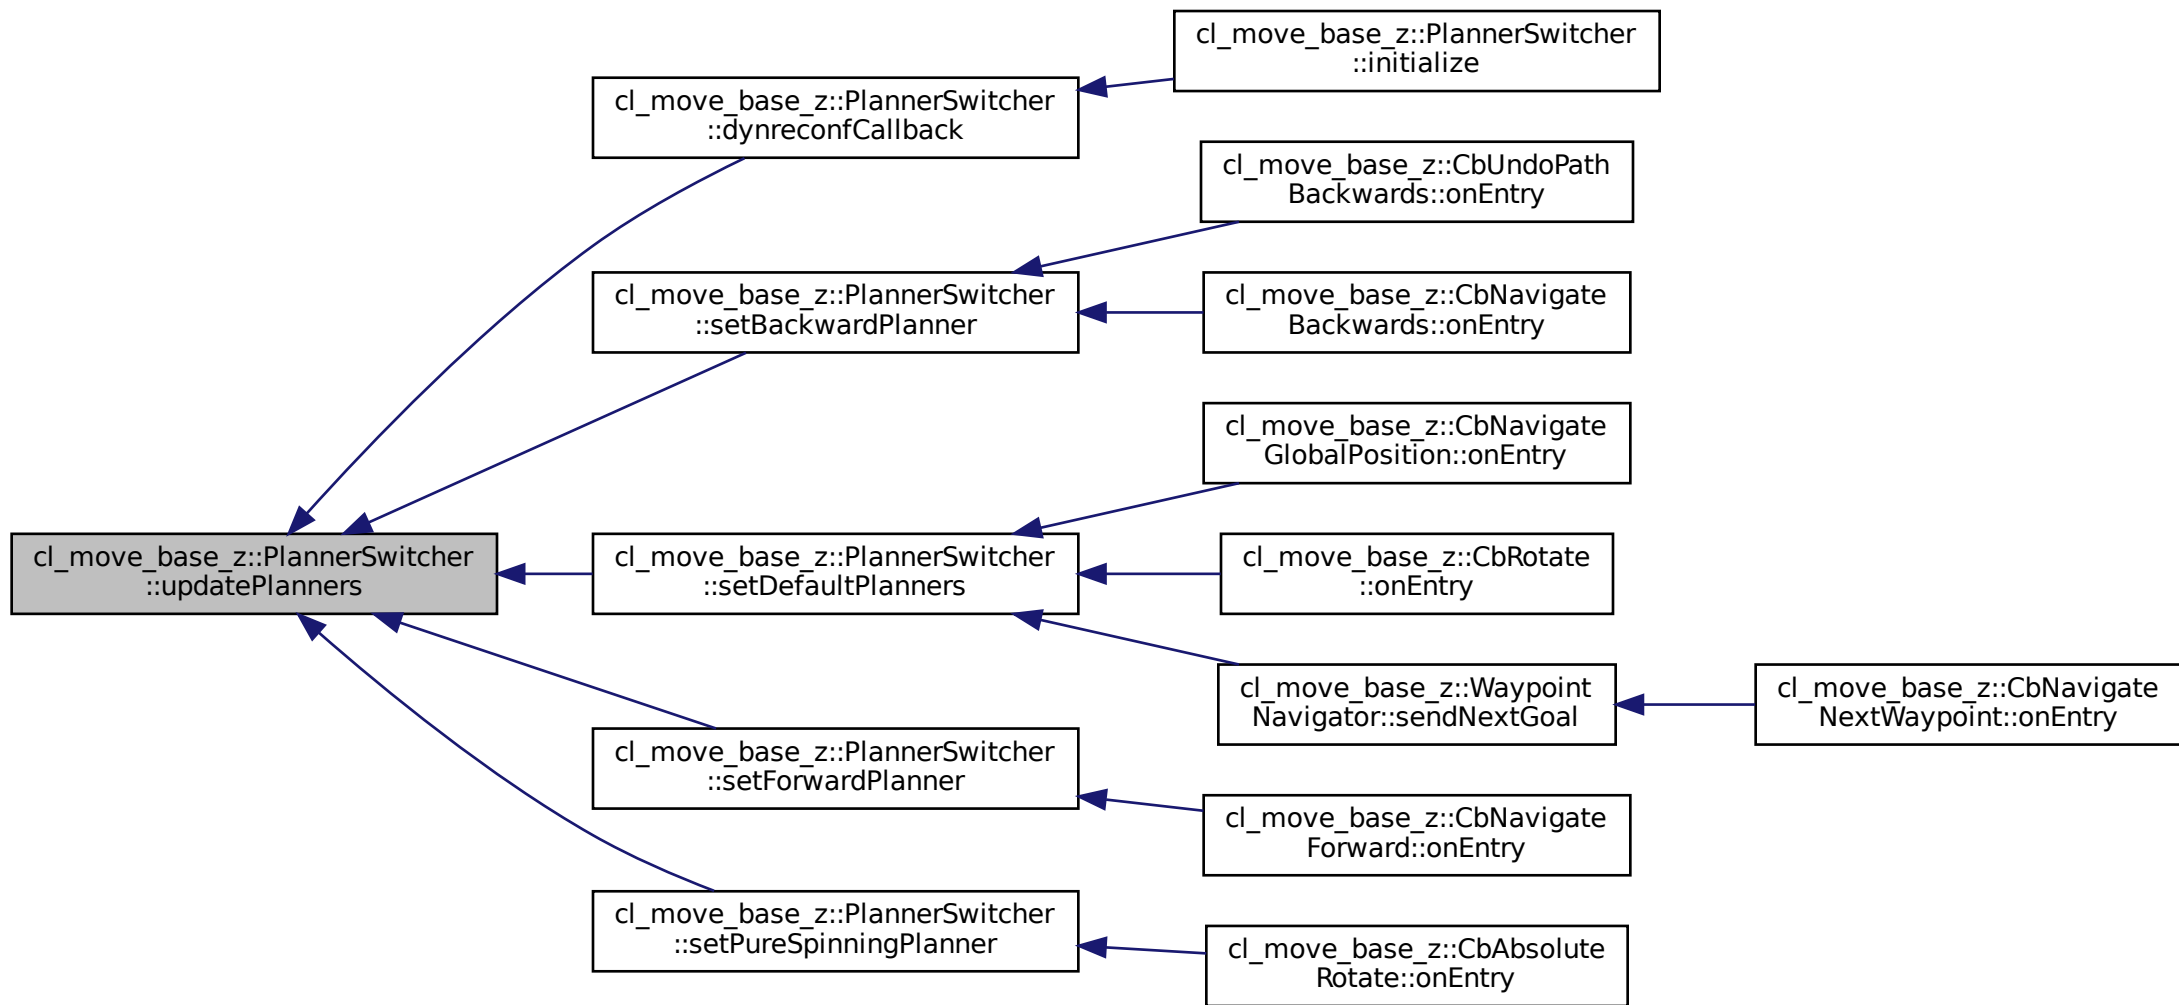 cl_move_base_z::PlannerSwitcher
::initialize
cl_move_base_z::PlannerSwitcher
::dynreconfCallback
cl_move_base_z::CbUndoPath
Backwards::onEntry
cl_move_base_z::PlannerSwitcher
::setBackwardPlanner
cl_move_base_z::CbNavigate
Backwards::onEntry
cl_move_base_z::CbNavigate
GlobalPosition::onEntry
cl_move_base_z::PlannerSwitcher
::updatePlanners
cl_move_base_z::PlannerSwitcher
::setDefaultPlanners
cl_move_base_z::CbRotate
::onEntry
cl_move_base_z::Waypoint
Navigator::sendNextGoal
cl_move_base_z::CbNavigate
NextWaypoint::onEntry
cl_move_base_z::PlannerSwitcher
::setForwardPlanner
cl_move_base_z::CbNavigate
Forward::onEntry
cl_move_base_z::PlannerSwitcher
::setPureSpinningPlanner
cl_move_base_z::CbAbsolute
Rotate::onEntry